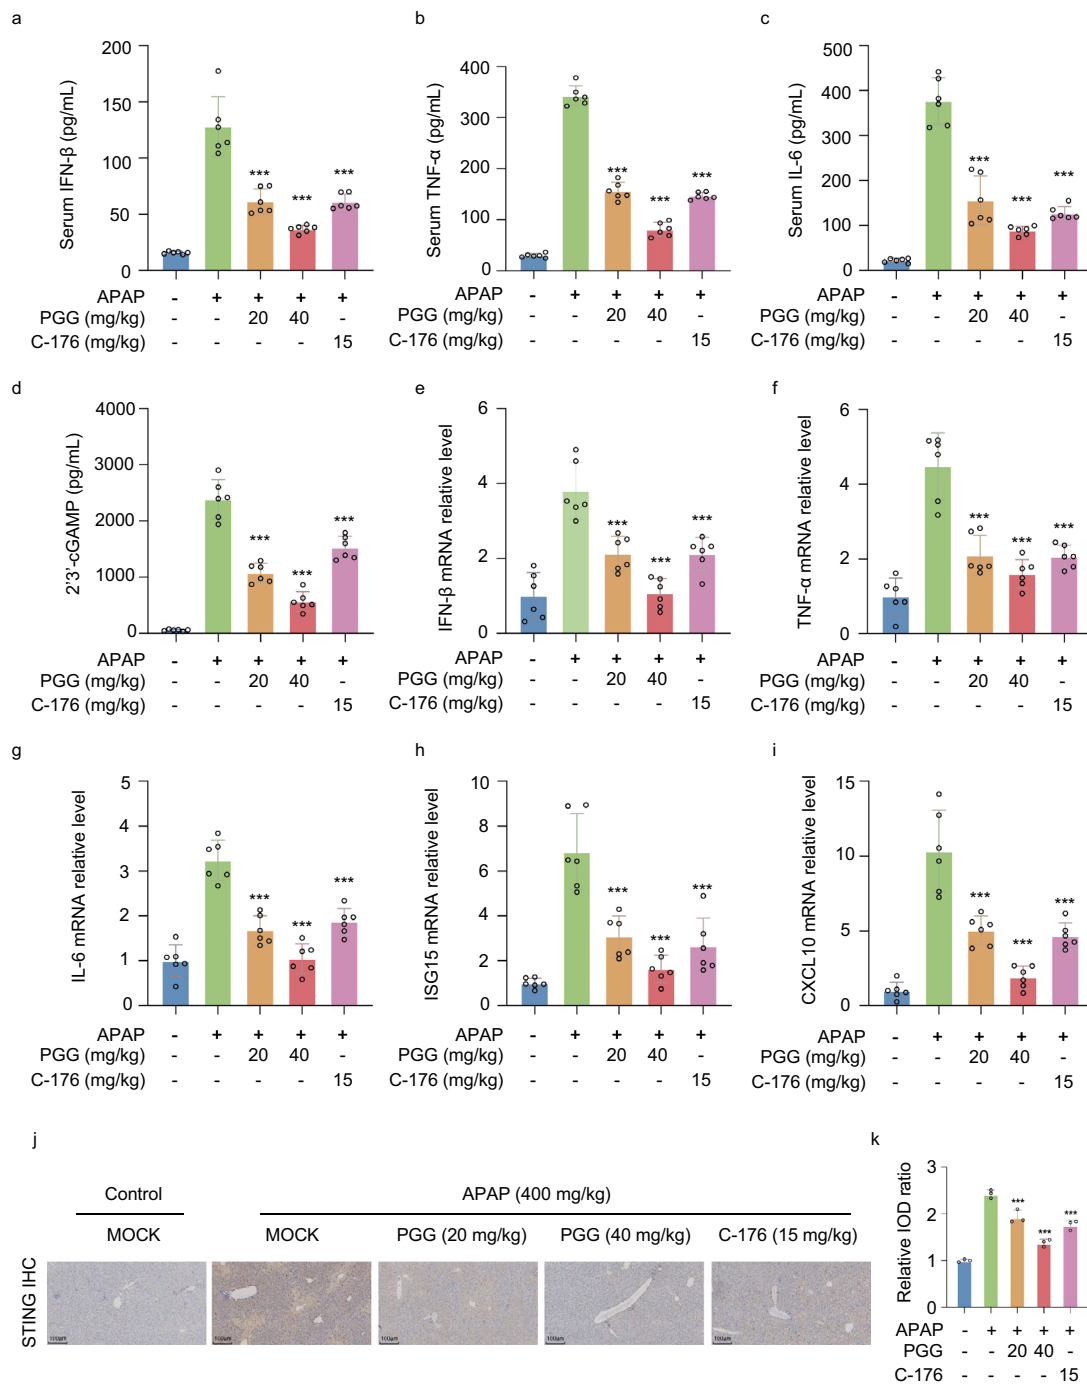 a
b
c
Serum IFN-β (pg/mL)
200
150
100
50
0
***
***
***
APAP - + + + +
PGG (mg/kg) - - 20 40 -
C-176 (mg/kg) - - - - 15
Serum TNF-α (pg/mL)
400
300
200
100
0
***
***
***
- + + + +
- - 20 40 -
- - - - 15
Serum IL-6 (pg/mL)
500
400
300
200
100
0
***
***
***
APAP - + + + +
PGG (mg/kg) - - 20 40 -
C-176 (mg/kg) - - - - 15
d
e
f
2'3'-cGAMP (pg/mL)
4000
3000
2000
1000
0
***
***
***
APAP - + + + +
PGG (mg/kg) - - 20 40 -
C-176 (mg/kg) - - - - 15
IFN-β mRNA relative level
6
4
2
0
***
***
***
APAP - + + + +
PGG (mg/kg) - - 20 40 -
C-176 (mg/kg) - - - - 15
TNF-α mRNA relative level
6
4
2
0
***
***
***
APAP - + + + +
PGG (mg/kg) - - 20 40 -
C-176 (mg/kg) - - - - 15
g
h
i
IL-6 mRNA relative level
5
4
3
2
1
0
***
***
***
APAP - + + + +
PGG (mg/kg) - - 20 40 -
C-176 (mg/kg) - - - - 15
ISG15 mRNA relative level
10
8
6
4
2
0
***
***
***
APAP - + + + +
PGG (mg/kg) - - 20 40 -
C-176 (mg/kg) - - - - 15
CXCL10 mRNA relative level
15
10
5
0
***
***
***
APAP - + + + +
PGG (mg/kg) - - 20 40 -
C-176 (mg/kg) - - - - 15
j
Control
APAP (400 mg/kg)
MOCK
MOCK
PGG (20 mg/kg)
PGG (40 mg/kg)
C-176 (15 mg/kg)
STING IHC
100μm
100μm
100μm
100μm
100μm
k
Relative IOD ratio
3
2
1
0
***
***
***
APAP - + + + +
PGG - - 20 40 -
C-176 - - - - 15